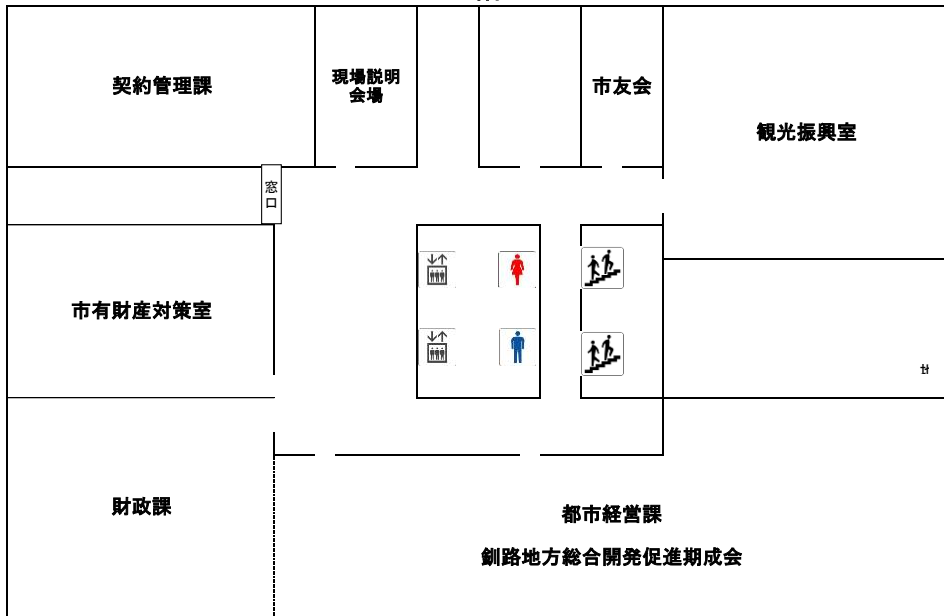 契約管理課
現場説明
会場
市友会
観光振興室
窓
口
市有財産対策室
財政課
都市経営課
釧路地方総合開発促進期成会